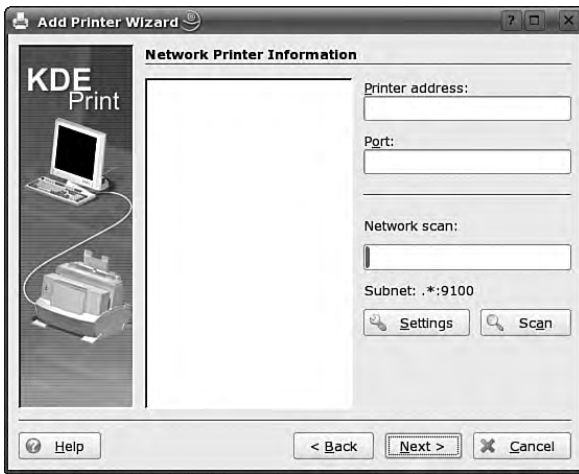 Add Printer Wizard
Network Printer Information
KDE
Print
Printer address:
Port:
Network scan:
Subnet: .*:9100
Settings
Scan
Help
< Back
Next >
Cancel